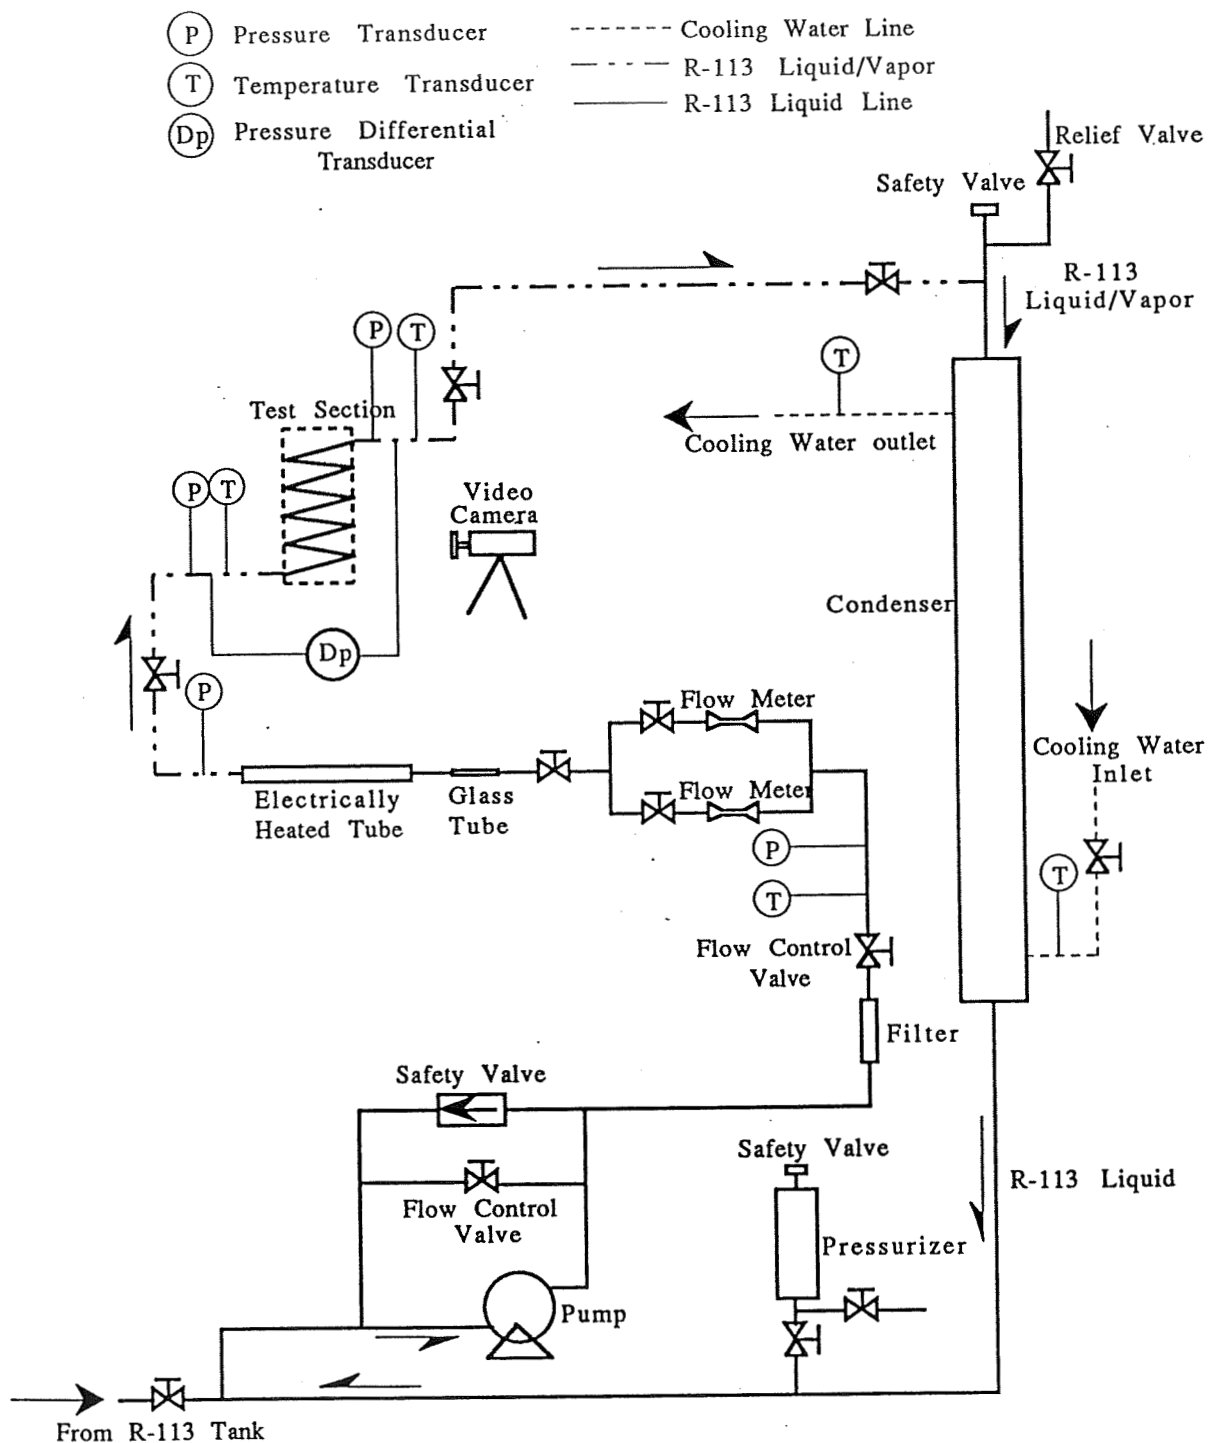 P Pressure Transducer
T Temperature Transducer
Dp Pressure Differential
Transducer
Cooling Water Line
R-113 Liquid/Vapor
R-113 Liquid Line
Relief Valve
Safety Valve
R-113
Liquid/Vapor
P
T
T
Test Section
Cooling Water outlet
P
T
Video
Camera
Condenser
Dp
P
Flow Meter
Cooling Water
Inlet
Electrically
Heated Tube
Glass
Tube
Flow Meter
P
T
T
Flow Control
Valve
Filter
Safety Valve
Safety Valve
R-113 Liquid
Flow Control
Valve
Pressurizer
Pump
From R-113 Tank